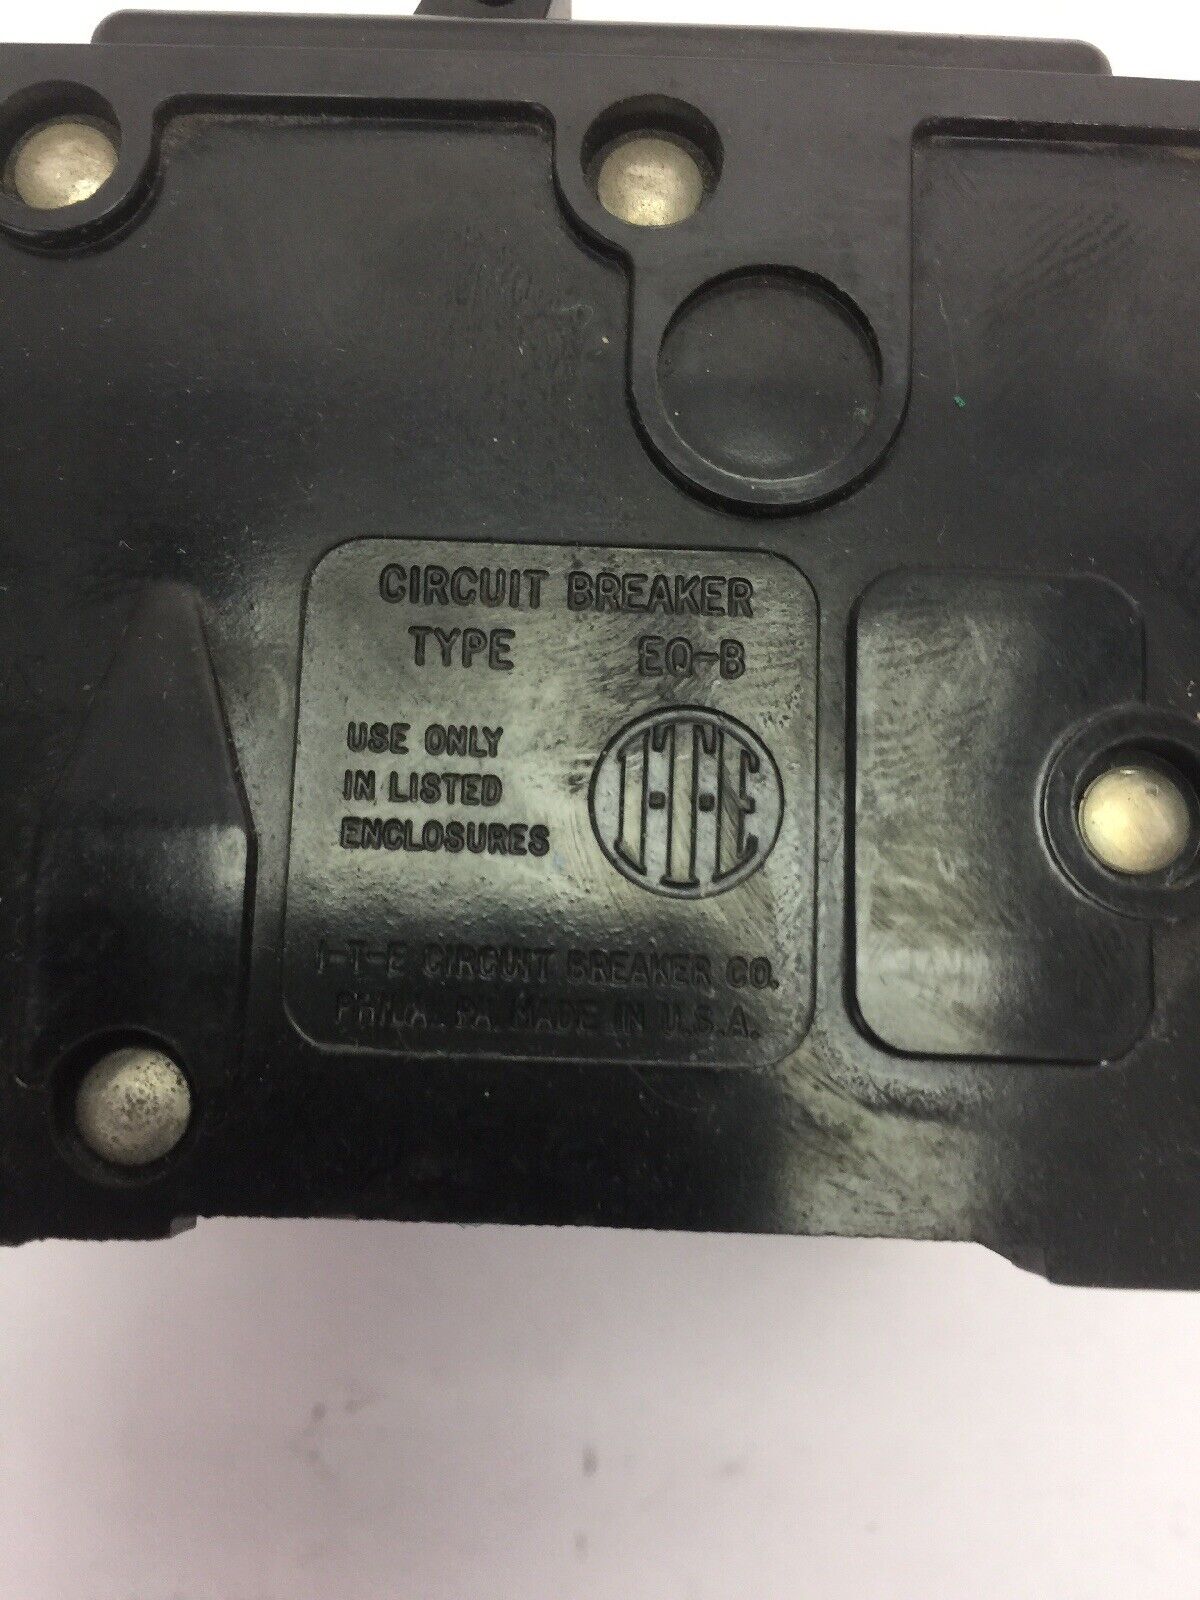 CIRCUIT BREAKER
TYPE EQ-B
USE ONLY
IN LISTED
ENCLOSURES
I-T-E
I-T-E CIRCUIT BREAKER CO.
PHILA. PA. MADE IN U.S.A.